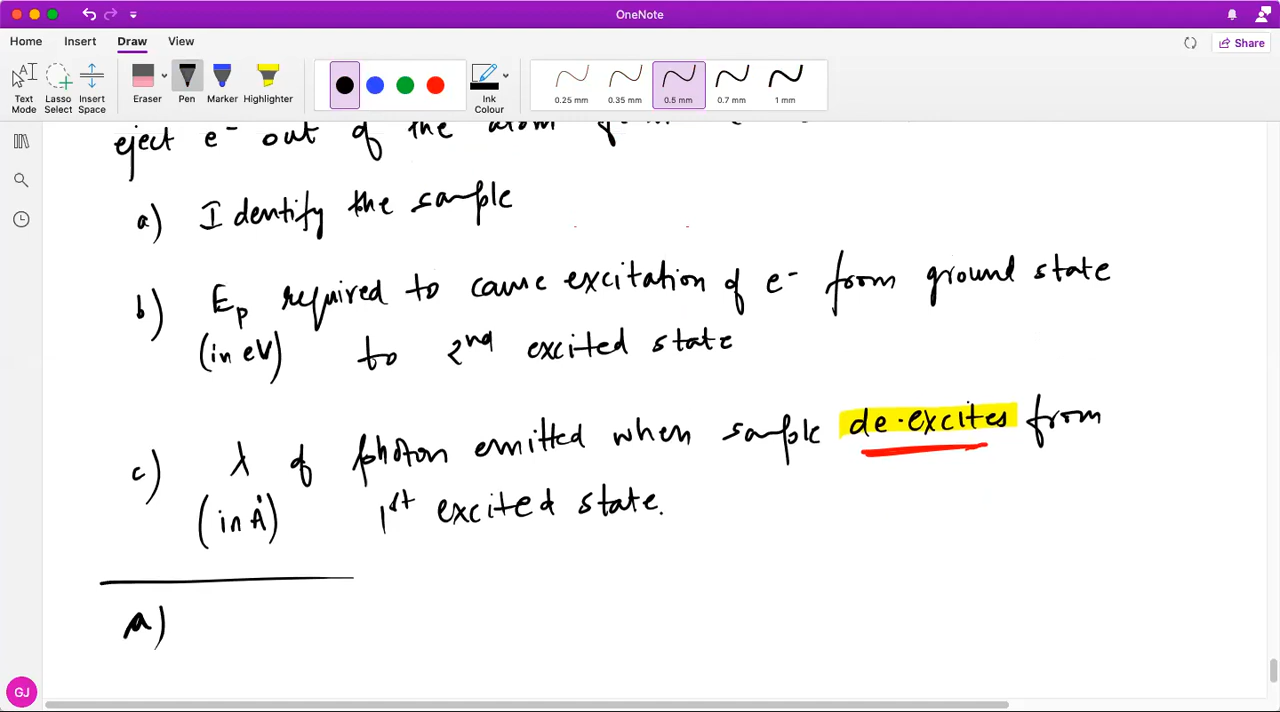 OneNote
Home Insert Draw View
Share
Text Mode
Lasso Select
Insert Space
Eraser
Pen
Marker
Highlighter
Ink Colour
0.25 mm
0.35 mm
0.5 mm
0.7 mm
1 mm
eject e- out of the atom
a) Identify the sample
b) Ep required to cause excitation of e- from ground state
(in eV) to 2nd excited state
c) λ of photon emitted when sample de-excites from
(in Å) 1st excited state.
a)
GJ